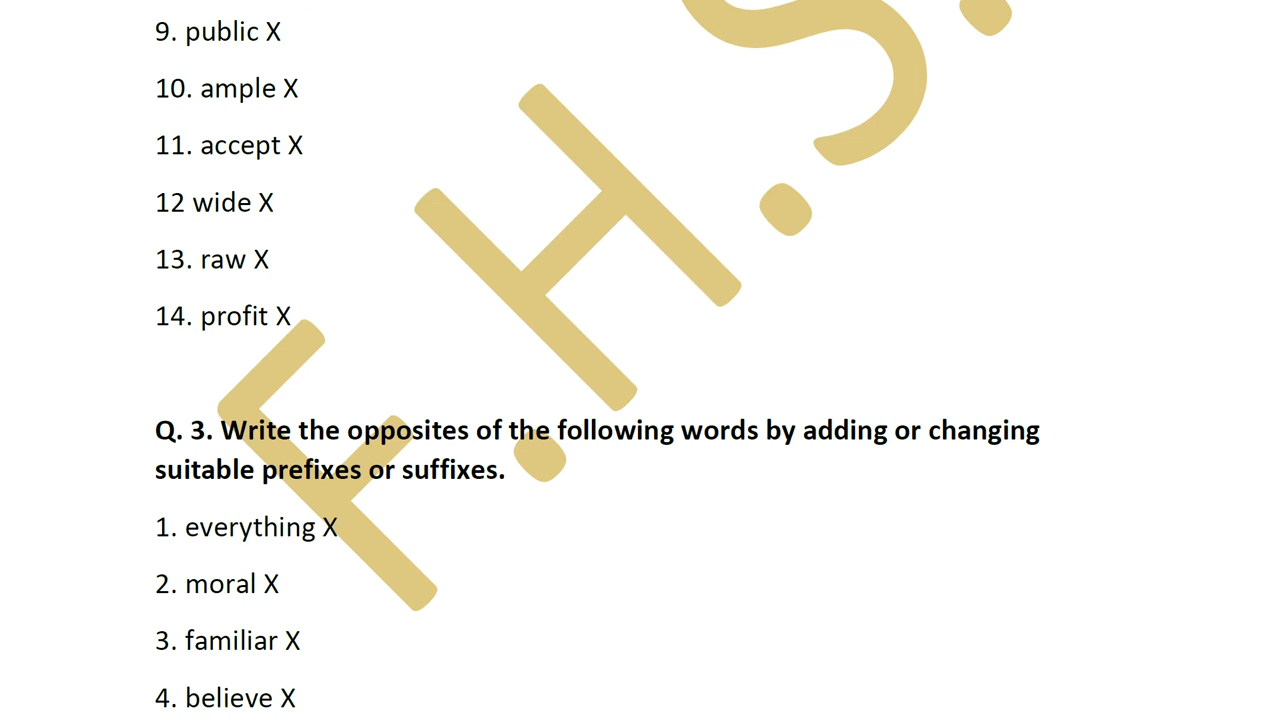 9. public X
10. ample X
11. accept X
12 wide X
13. raw X
14. profit X
Q. 3. Write the opposites of the following words by adding or changing
suitable prefixes or suffixes.
1. everything X
2. moral X
3. familiar X
4. believe X
F.H.S.